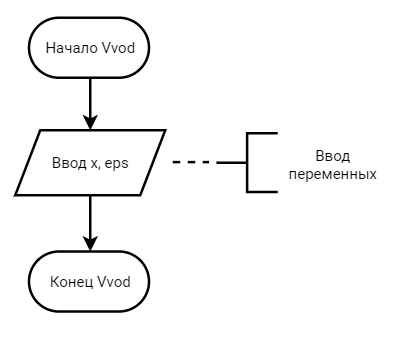 Начало Vvod
Ввод x, eps
Ввод
переменных
Конец Vvod